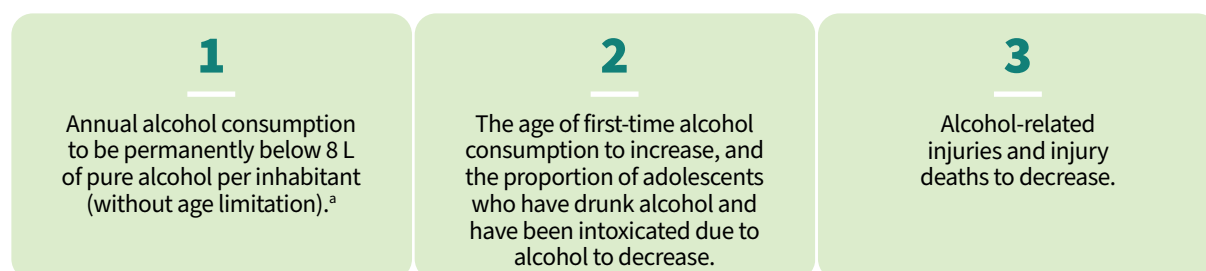 1
Annual alcohol consumption
to be permanently below 8 L
of pure alcohol per inhabitant
(without age limitation).ᵃ
2
The age of first-time alcohol
consumption to increase, and
the proportion of adolescents
who have drunk alcohol and
have been intoxicated due to
alcohol to decrease.
3
Alcohol-related
injuries and injury
deaths to decrease.